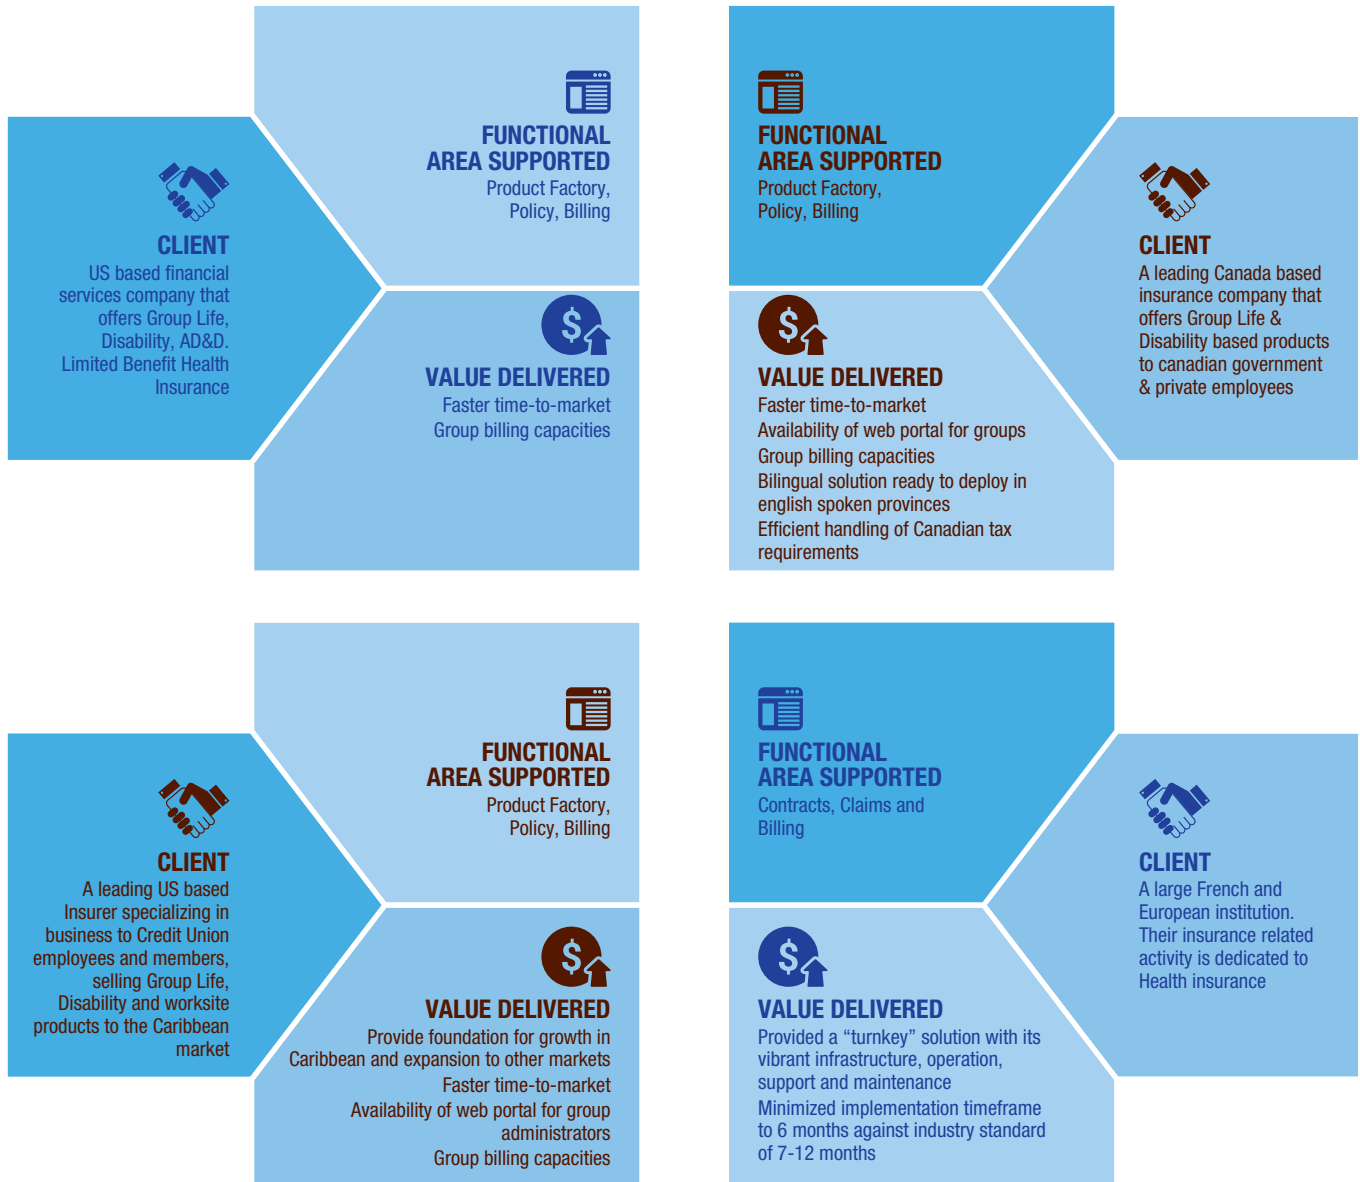 CLIENT
US based financial
services company that
offers Group Life,
Disability, AD&D.
Limited Benefit Health
Insurance
FUNCTIONAL
AREA SUPPORTED
Product Factory,
Policy, Billing
VALUE DELIVERED
Faster time-to-market
Group billing capacities
FUNCTIONAL
AREA SUPPORTED
Product Factory,
Policy, Billing
VALUE DELIVERED
Faster time-to-market
Availability of web portal for groups
Group billing capacities
Bilingual solution ready to deploy in
english spoken provinces
Efficient handling of Canadian tax
requirements
CLIENT
A leading Canada based
insurance company that
offers Group Life &
Disability based products
to canadian government
& private employees
CLIENT
A leading US based
Insurer specializing in
business to Credit Union
employees and members,
selling Group Life,
Disability and worksite
products to the Caribbean
market
FUNCTIONAL
AREA SUPPORTED
Product Factory,
Policy, Billing
VALUE DELIVERED
Provide foundation for growth in
Caribbean and expansion to other markets
Faster time-to-market
Availability of web portal for group
administrators
Group billing capacities
FUNCTIONAL
AREA SUPPORTED
Contracts, Claims and
Billing
VALUE DELIVERED
Provided a “turnkey” solution with its
vibrant infrastructure, operation,
support and maintenance
Minimized implementation timeframe
to 6 months against industry standard
of 7-12 months
CLIENT
A large French and
European institution.
Their insurance related
activity is dedicated to
Health insurance